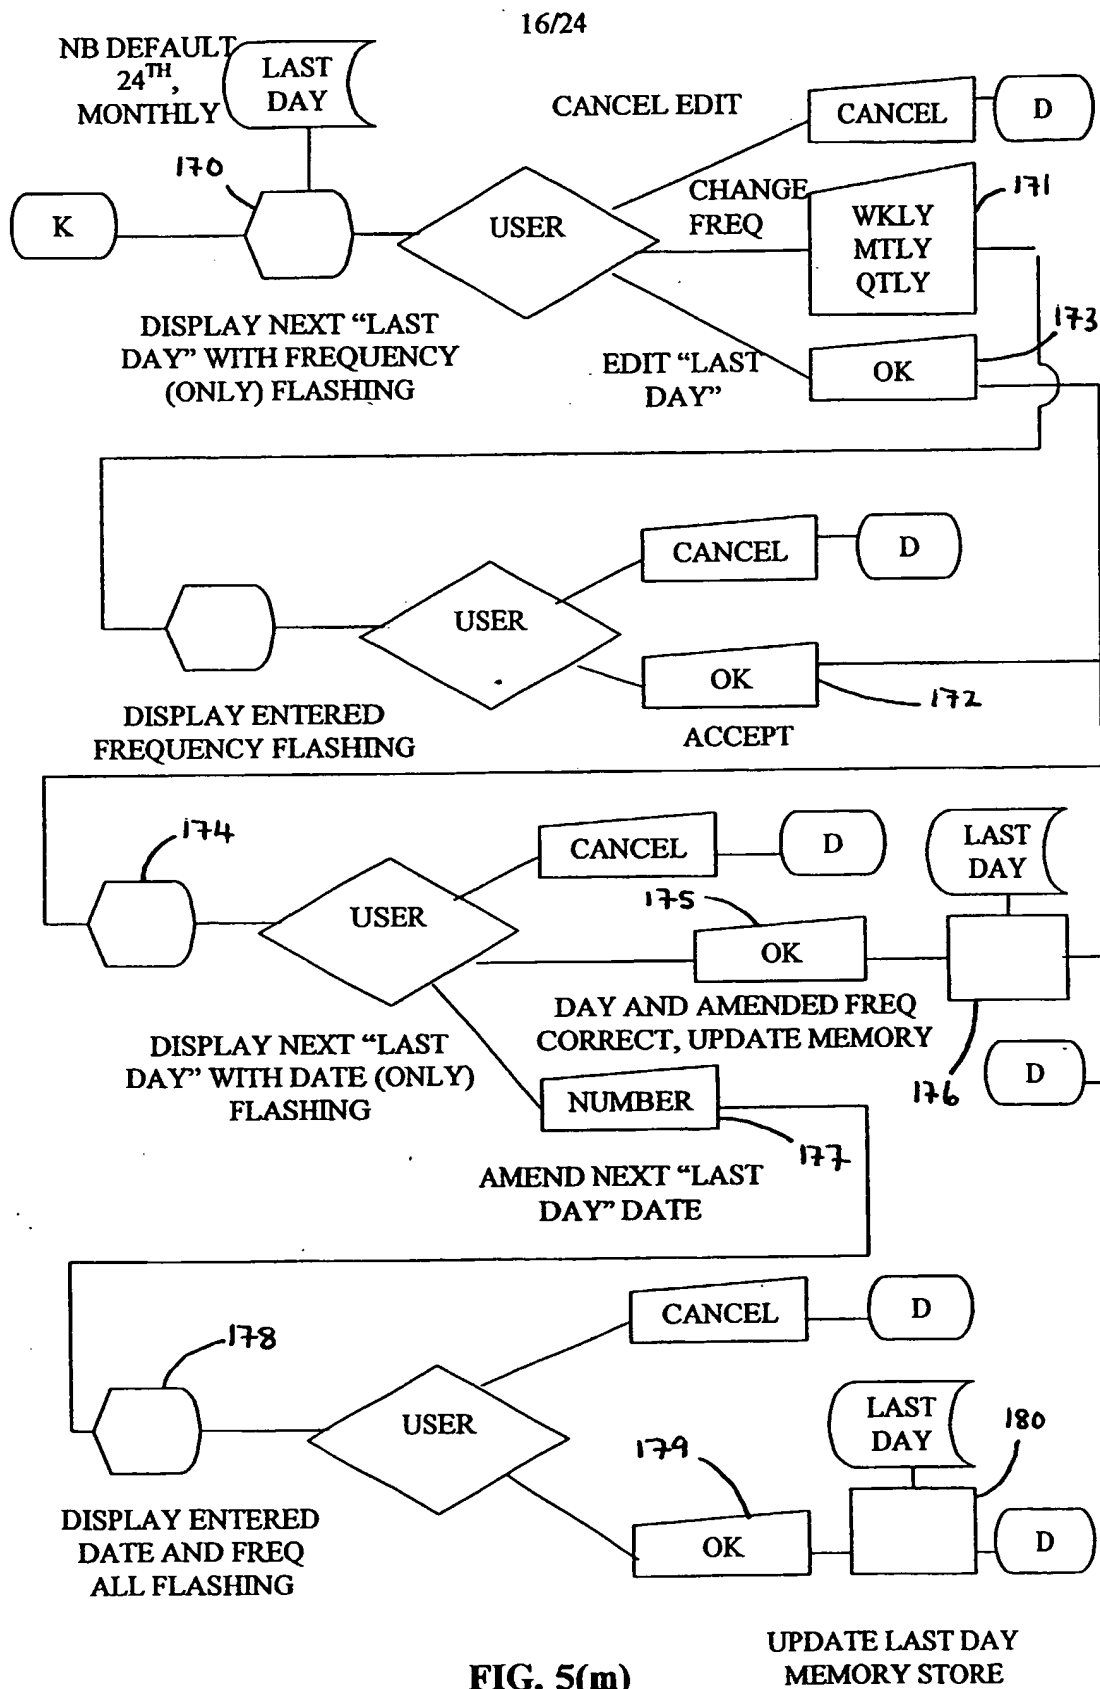 16/24
NB DEFAULT
24TH,
MONTHLY
LAST
DAY
CANCEL EDIT
CANCEL
D
170
K
USER
CHANGE
FREQ
WKLY
MTLY
QTLY
171
DISPLAY NEXT “LAST
DAY” WITH FREQUENCY
(ONLY) FLASHING
EDIT “LAST
DAY”
OK
173
CANCEL
D
USER
OK
172
ACCEPT
DISPLAY ENTERED
FREQUENCY FLASHING
174
CANCEL
D
LAST
DAY
USER
175
OK
DAY AND AMENDED FREQ
CORRECT, UPDATE MEMORY
176
D
DISPLAY NEXT “LAST
DAY” WITH DATE (ONLY)
FLASHING
NUMBER
177
AMEND NEXT “LAST
DAY” DATE
CANCEL
D
178
USER
LAST
DAY
180
179
OK
D
DISPLAY ENTERED
DATE AND FREQ
ALL FLASHING
UPDATE LAST DAY
MEMORY STORE
FIG. 5(m)